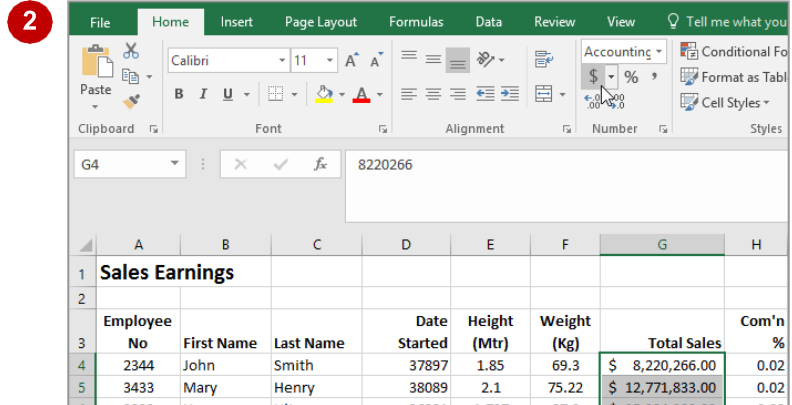 2
File Home Insert Page Layout Formulas Data Review View Tell me what you
Calibri 11 A A Accounting Conditional Fo
Paste B I U A $ % , Format as Tabl
.00 .0 Cell Styles
Clipboard Font Alignment Number Styles
G4 fx 8220266
A B C D E F G H
1 Sales Earnings
2
Employee Date Height Weight Com'n
3 No First Name Last Name Started (Mtr) (Kg) Total Sales %
4 2344 John Smith 37897 1.85 69.3 $ 8,220,266.00 0.02
5 3433 Mary Henry 38089 2.1 75.22 $ 12,771,833.00 0.02